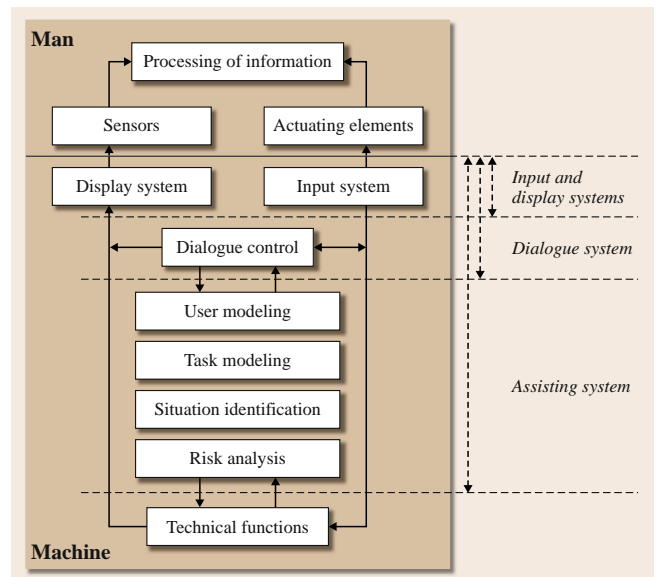 Man
Processing of information
Sensors
Actuating elements
Display system
Input system
Input and
display systems
Dialogue control
Dialogue system
User modeling
Task modeling
Situation identification
Assisting system
Risk analysis
Technical functions
Machine